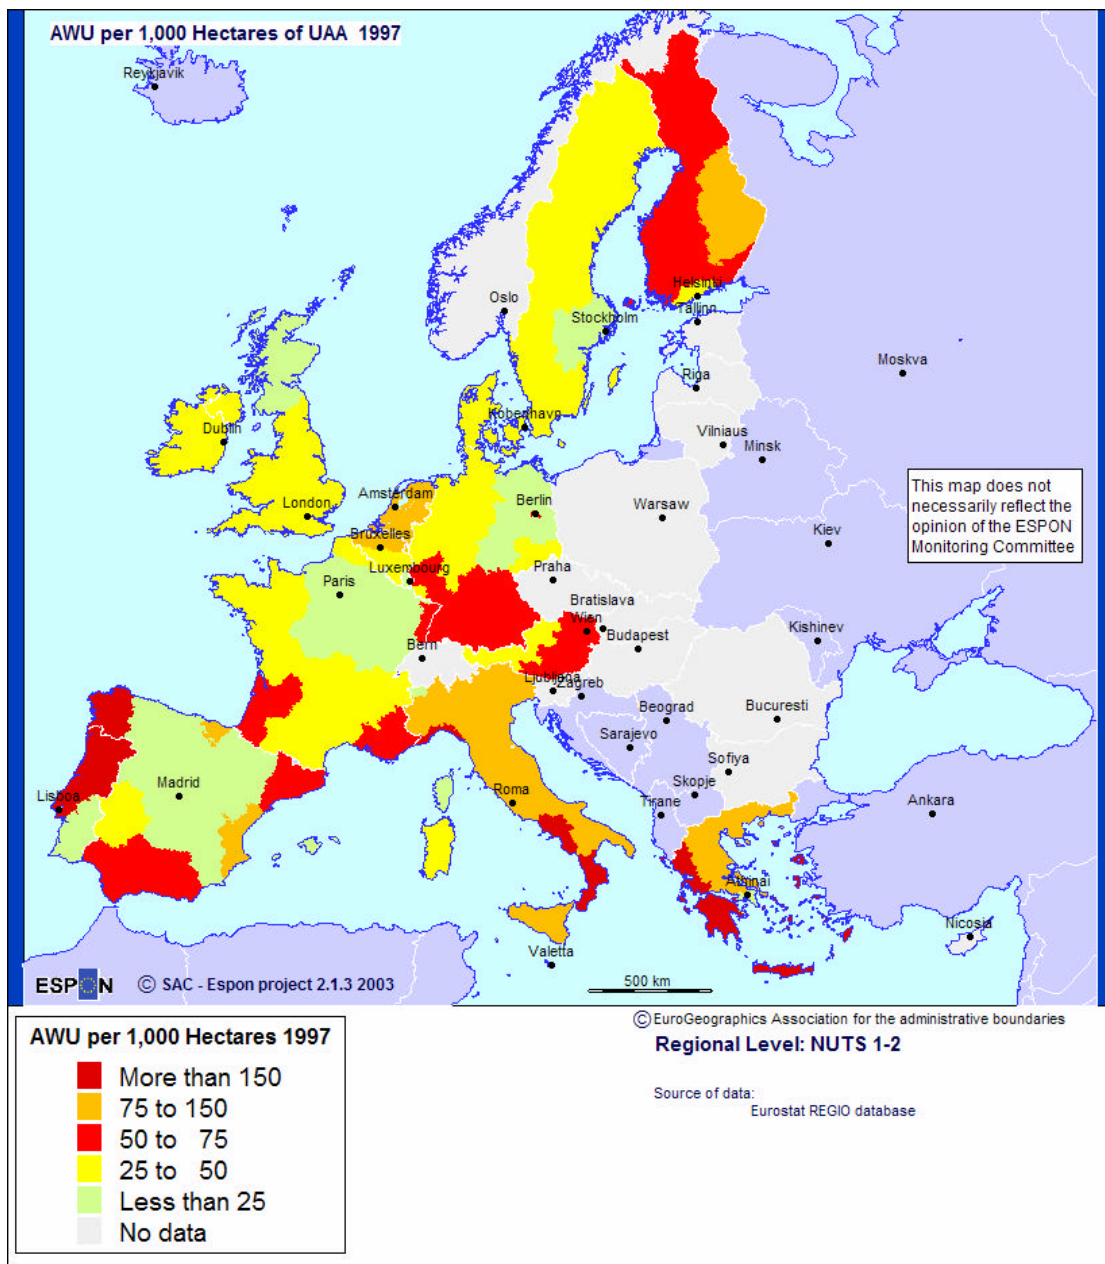 AWU per 1,000 Hectares of UAA 1997
Reykjavik
Oslo
Helsinki
Stockholm
Tallinn
Moskva
Riga
København
Dublin
Vilniaus
Minsk
This map does not
necessarily reflect the
opinion of the ESPON
Monitoring Committee
London
Amsterdam
Berlin
Warsaw
Kiev
Bruxelles
Luxembourg
Praha
Paris
Bratislava
Wien
Budapest
Kishinev
Bern
Ljubljana
Zagreb
Beograd
Bucuresti
Sarajevo
Sofiya
Skopje
Madrid
Lisboa
Roma
Tirane
Ankara
Athinai
Nicosia
Valetta
ESPON
© SAC - Espon project 2.1.3 2003
500 km
© EuroGeographics Association for the administrative boundaries
Regional Level: NUTS 1-2
Source of data:
Eurostat REGIO database
AWU per 1,000 Hectares 1997
More than 150
75 to 150
50 to 75
25 to 50
Less than 25
No data